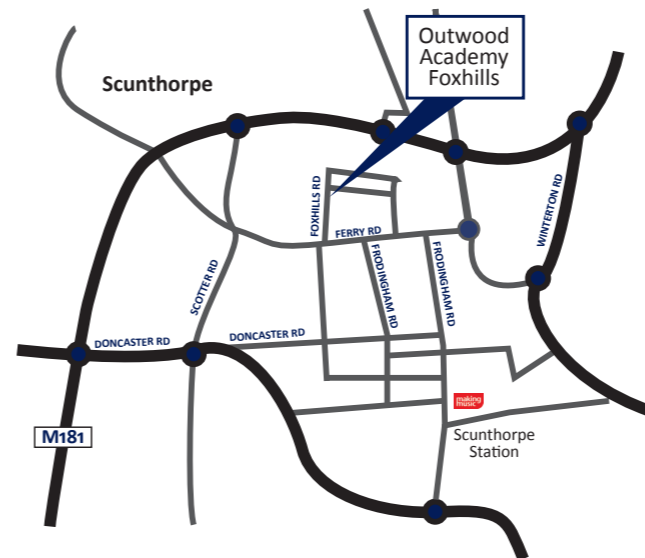 Outwood
Academy
Foxhills
Scunthorpe
FOXHILLS RD
FERRY RD
WINTERTON RD
SCOTTER RD
FRODINGHAM RD
FRODINGHAM RD
DONCASTER RD
DONCASTER RD
making
music
M181
Scunthorpe
Station